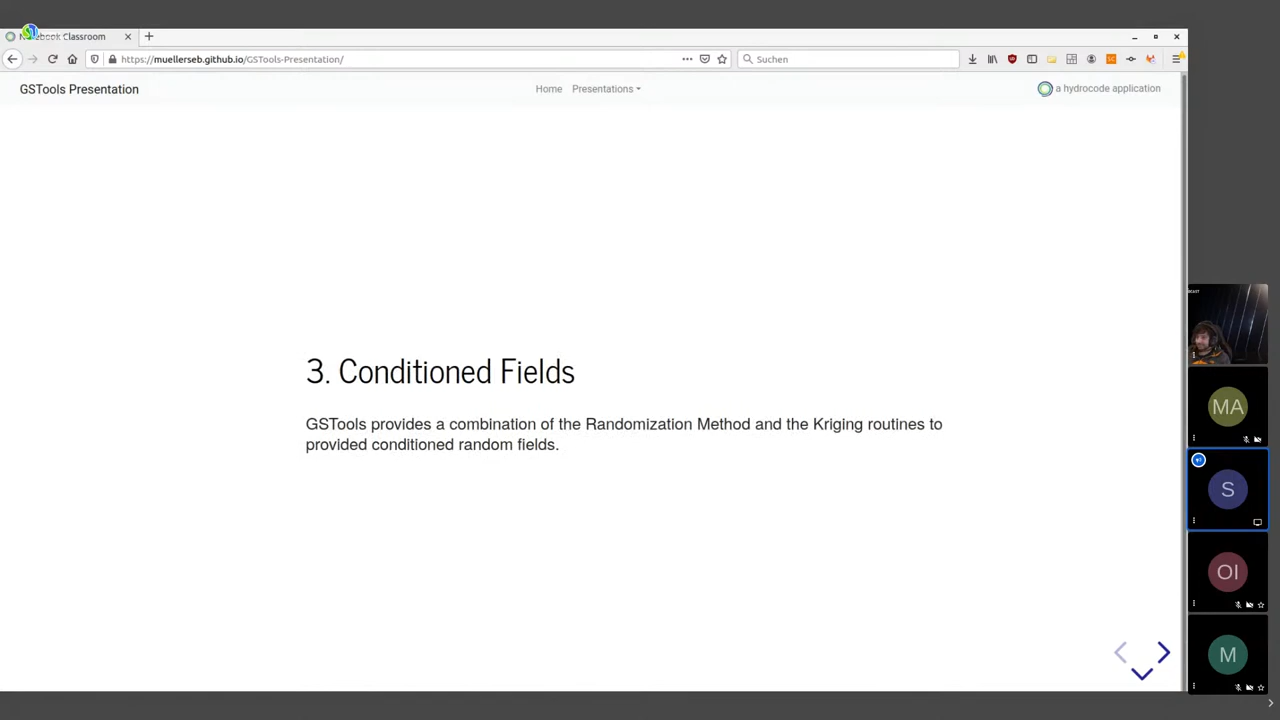 Classroom
https://muellerseb.github.io/GSTools-Presentation/
Suchen
GSTools Presentation
Home
Presentations
a hydrocode application
3. Conditioned Fields
GSTools provides a combination of the Randomization Method and the Kriging routines to
provided conditioned random fields.
MA
S
OI
M